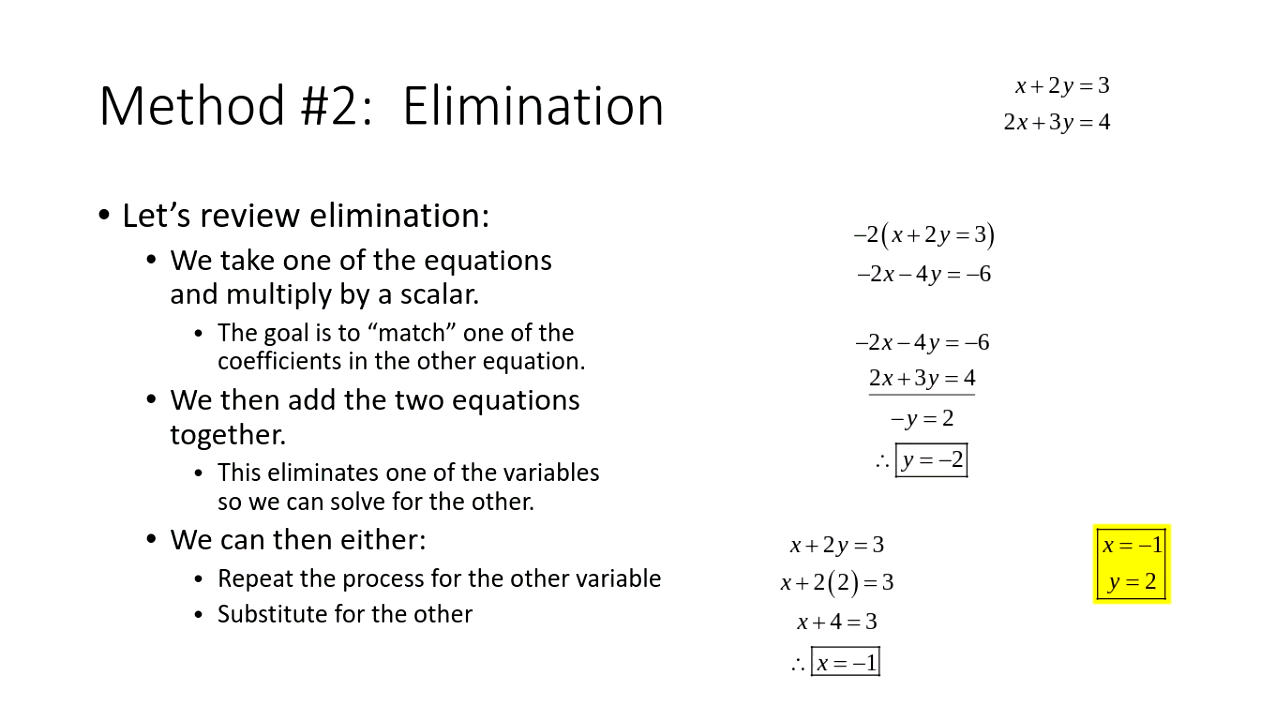 Method #2:  Elimination
x+2y=3
2x+3y=4
• Let’s review elimination:
• We take one of the equations
and multiply by a scalar.
• The goal is to “match” one of the
coefficients in the other equation.
• We then add the two equations
together.
• This eliminates one of the variables
so we can solve for the other.
• We can then either:
• Repeat the process for the other variable
• Substitute for the other
−2(x+2y=3)
−2x−4y=−6
−2x−4y=−6
2x+3y=4
−y=2
∴ y=−2
x+2y=3
x+2(2)=3
x+4=3
∴ x=−1
x=−1
y=2